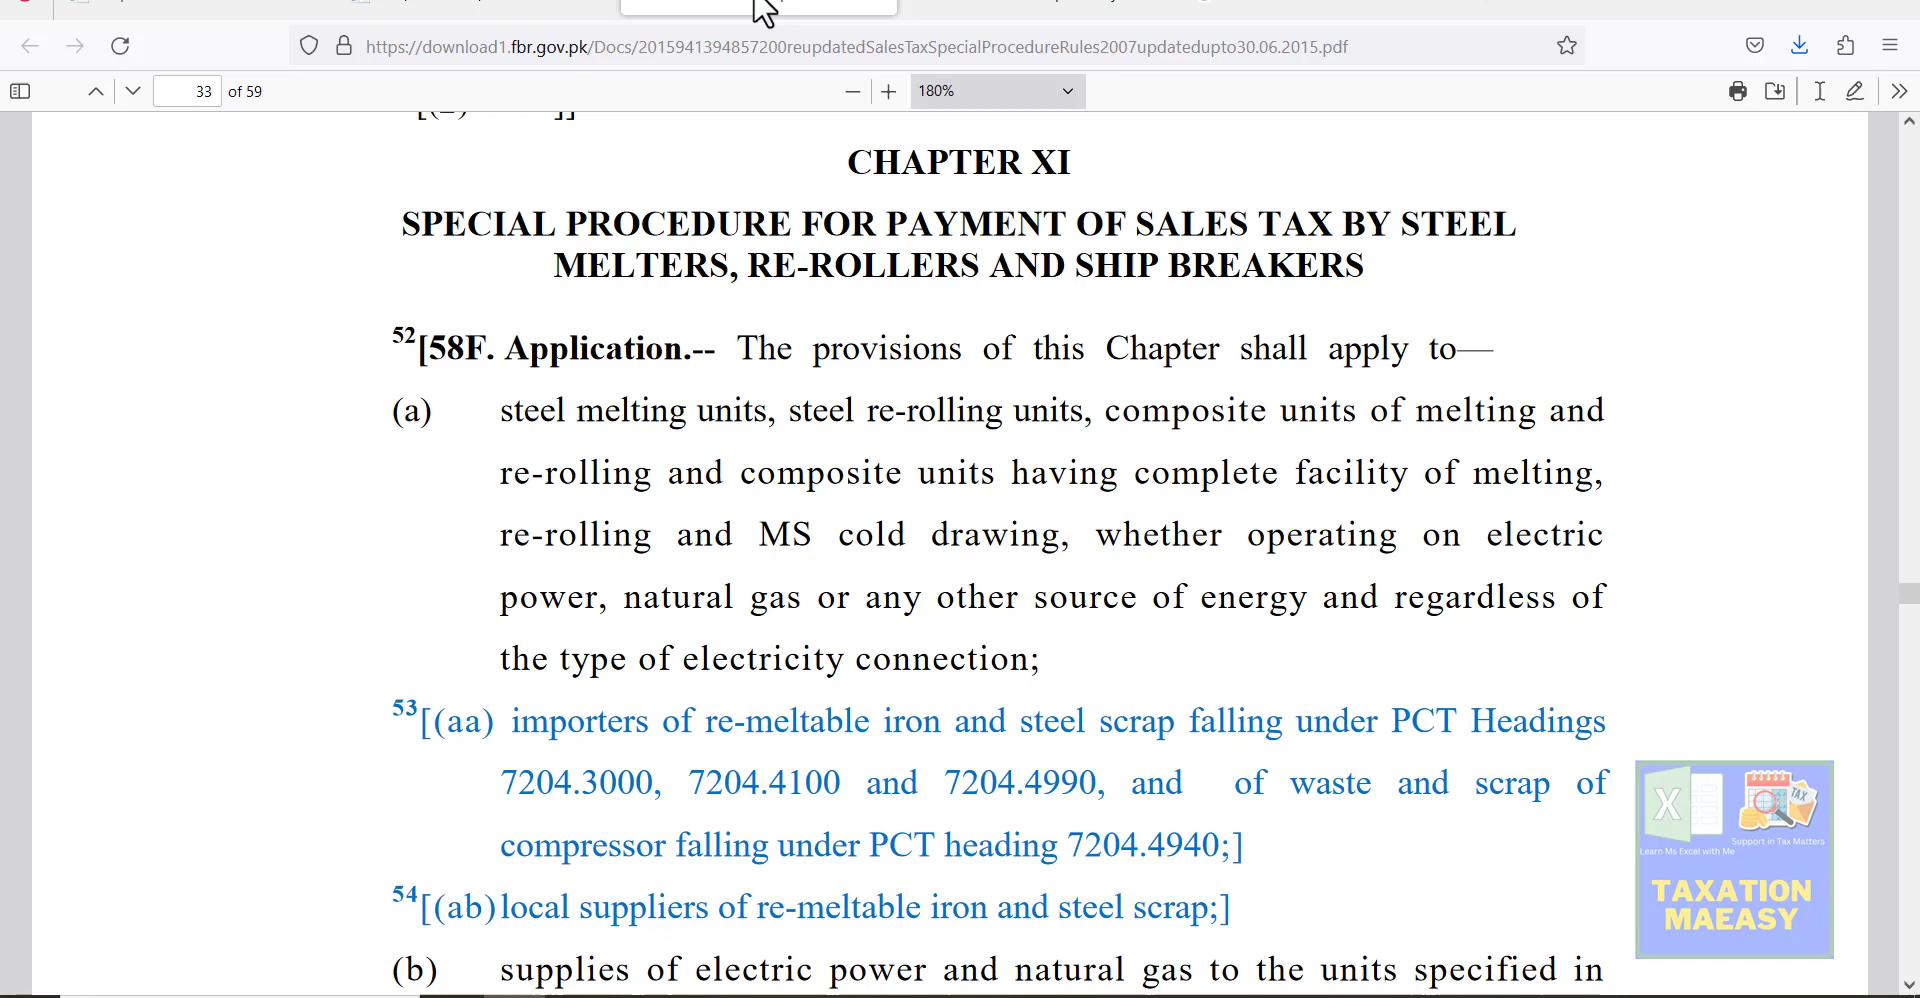 https://download1.fbr.gov.pk/Docs/2015941394857200reupdatedSalesTaxSpecialProcedureRules2007updatedupto30.06.2015.pdf
33 of 59
180%
CHAPTER XI
SPECIAL PROCEDURE FOR PAYMENT OF SALES TAX BY STEEL
MELTERS, RE-ROLLERS AND SHIP BREAKERS
52[58F. Application.-- The provisions of this Chapter shall apply to—
(a) steel melting units, steel re-rolling units, composite units of melting and
re-rolling and composite units having complete facility of melting,
re-rolling and MS cold drawing, whether operating on electric
power, natural gas or any other source of energy and regardless of
the type of electricity connection;
53[(aa) importers of re-meltable iron and steel scrap falling under PCT Headings
7204.3000, 7204.4100 and 7204.4990, and of waste and scrap of
compressor falling under PCT heading 7204.4940;]
54[(ab) local suppliers of re-meltable iron and steel scrap;]
(b) supplies of electric power and natural gas to the units specified in
X
TAX
Learn Ms Excel with Me
Support in Tax Matters
TAXATION
MAEASY